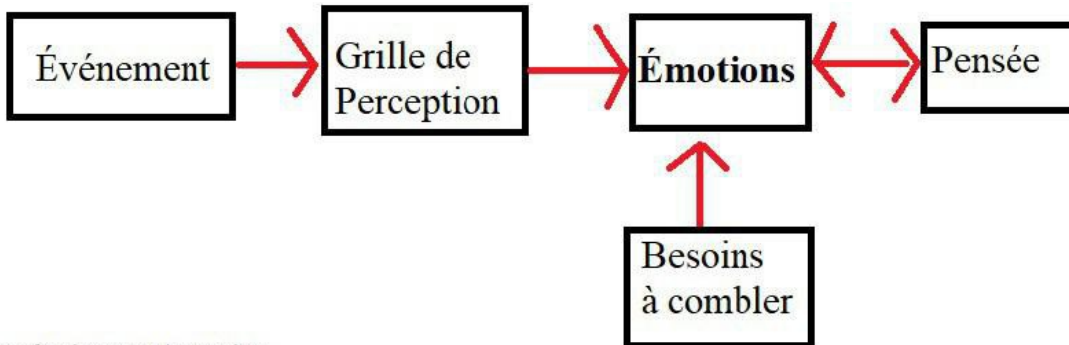 Événement
Grille de
Perception
Émotions
Pensée
Besoins
à combler